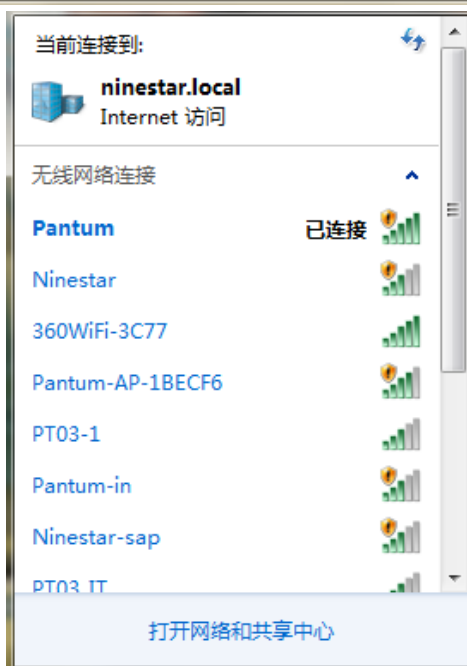 当前连接到:
ninestar.local
Internet 访问
无线网络连接
Pantum 已连接
Ninestar
360WiFi-3C77
Pantum-AP-1BECF6
PT03-1
Pantum-in
Ninestar-sap
PT03_IT
打开网络和共享中心